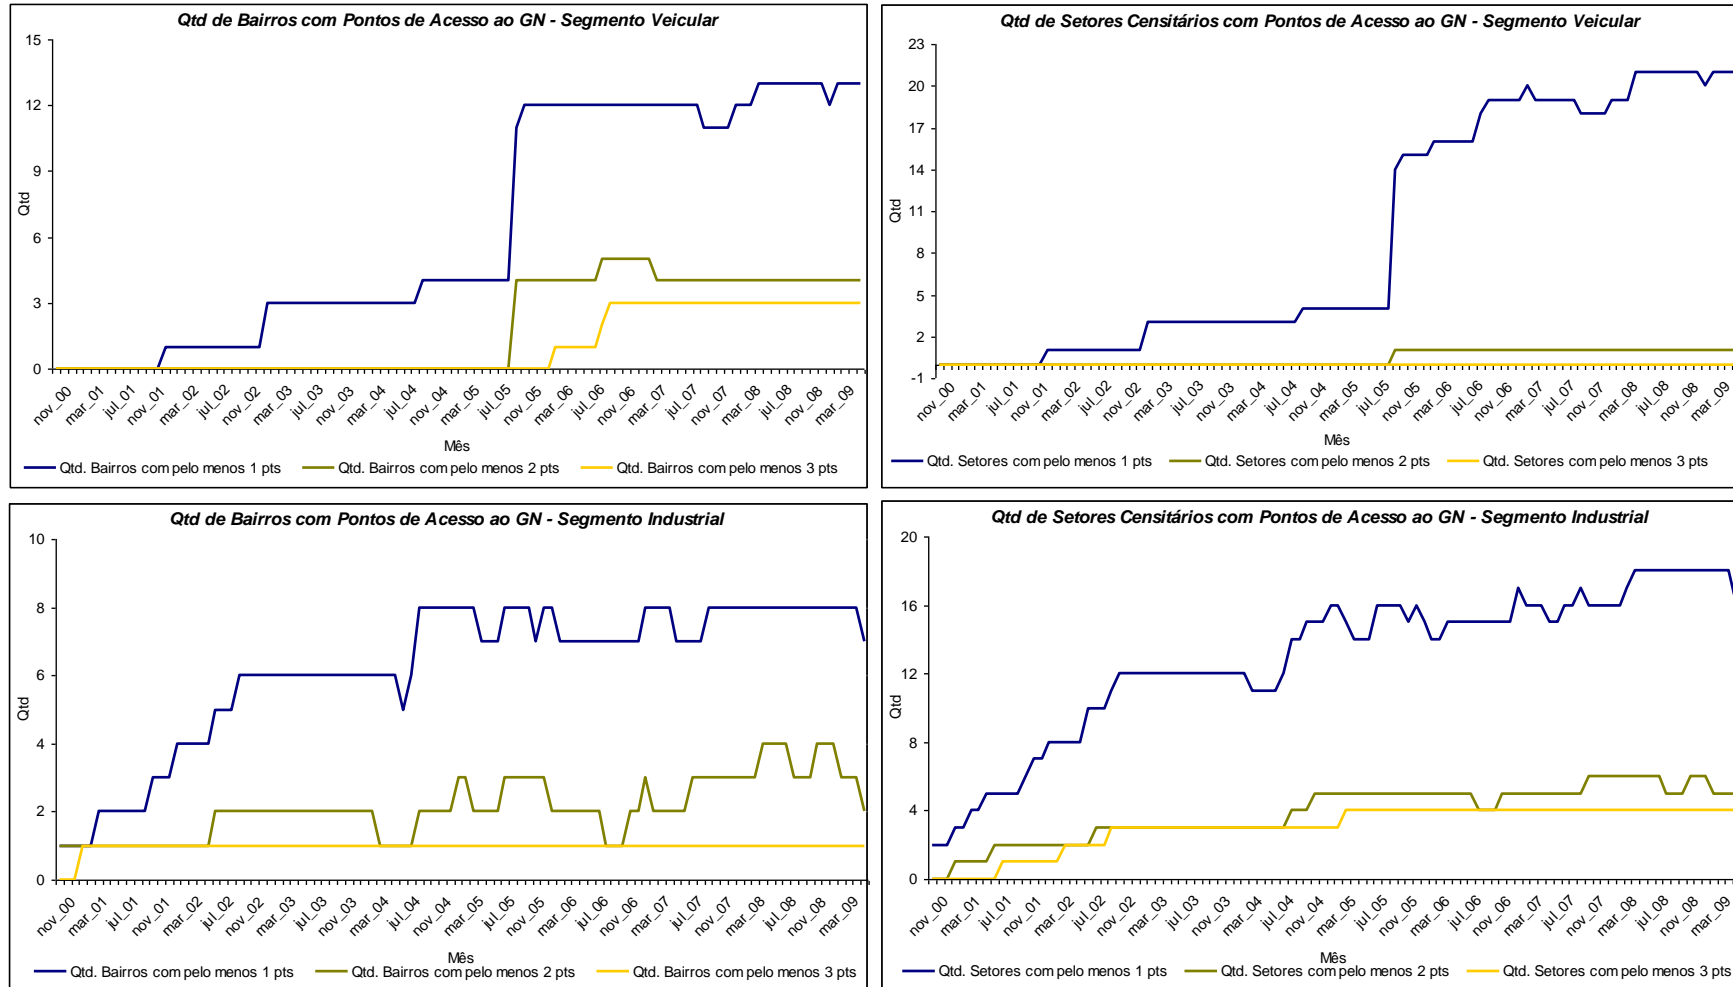 Qtd de Bairros com Pontos de Acesso ao GN - Segmento Veicular
15
12
9
6
3
0
Qtd
nov_00 mar_01 jul_01 nov_01 mar_02 jul_02 nov_02 mar_03 jul_03 nov_03 mar_04 jul_04 nov_04 mar_05 jul_05 nov_05 mar_06 jul_06 nov_06 mar_07 jul_07 nov_07 mar_08 jul_08 nov_08 mar_09
Mês
Qtd. Bairros com pelo menos 1 pts Qtd. Bairros com pelo menos 2 pts Qtd. Bairros com pelo menos 3 pts
Qtd de Setores Censitários com Pontos de Acesso ao GN - Segmento Veicular
23
20
17
14
11
8
5
2
-1
Qtd
nov_00 mar_01 jul_01 nov_01 mar_02 jul_02 nov_02 mar_03 jul_03 nov_03 mar_04 jul_04 nov_04 mar_05 jul_05 nov_05 mar_06 jul_06 nov_06 mar_07 jul_07 nov_07 mar_08 jul_08 nov_08 mar_09
Mês
Qtd. Setores com pelo menos 1 pts Qtd. Setores com pelo menos 2 pts Qtd. Setores com pelo menos 3 pts
Qtd de Bairros com Pontos de Acesso ao GN - Segmento Industrial
10
8
6
4
2
0
Qtd
nov_00 mar_01 jul_01 nov_01 mar_02 jul_02 nov_02 mar_03 jul_03 nov_03 mar_04 jul_04 nov_04 mar_05 jul_05 nov_05 mar_06 jul_06 nov_06 mar_07 jul_07 nov_07 mar_08 jul_08 nov_08 mar_09
Mês
Qtd. Bairros com pelo menos 1 pts Qtd. Bairros com pelo menos 2 pts Qtd. Bairros com pelo menos 3 pts
Qtd de Setores Censitários com Pontos de Acesso ao GN - Segmento Industrial
20
16
12
8
4
0
Qtd
nov_00 mar_01 jul_01 nov_01 mar_02 jul_02 nov_02 mar_03 jul_03 nov_03 mar_04 jul_04 nov_04 mar_05 jul_05 nov_05 mar_06 jul_06 nov_06 mar_07 jul_07 nov_07 mar_08 jul_08 nov_08 mar_09
Mês
Qtd. Setores com pelo menos 1 pts Qtd. Setores com pelo menos 2 pts Qtd. Setores com pelo menos 3 pts